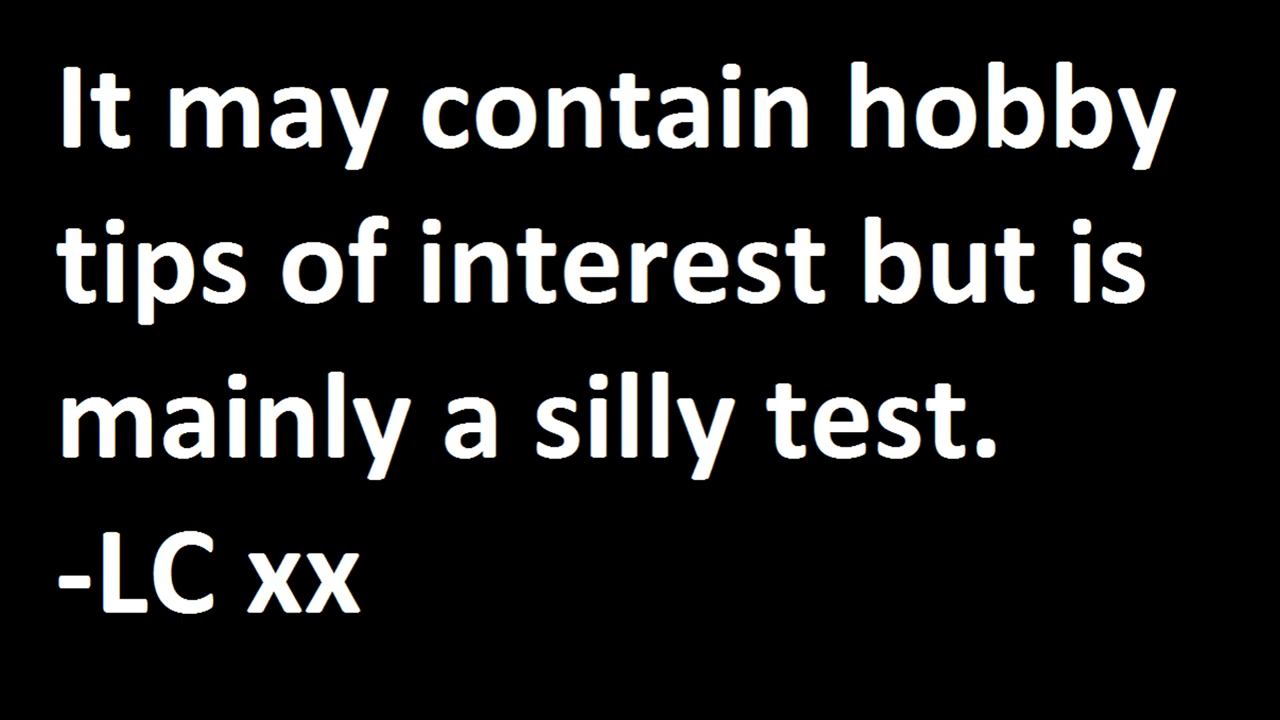 It may contain hobby
tips of interest but is
mainly a silly test.
-LC xx